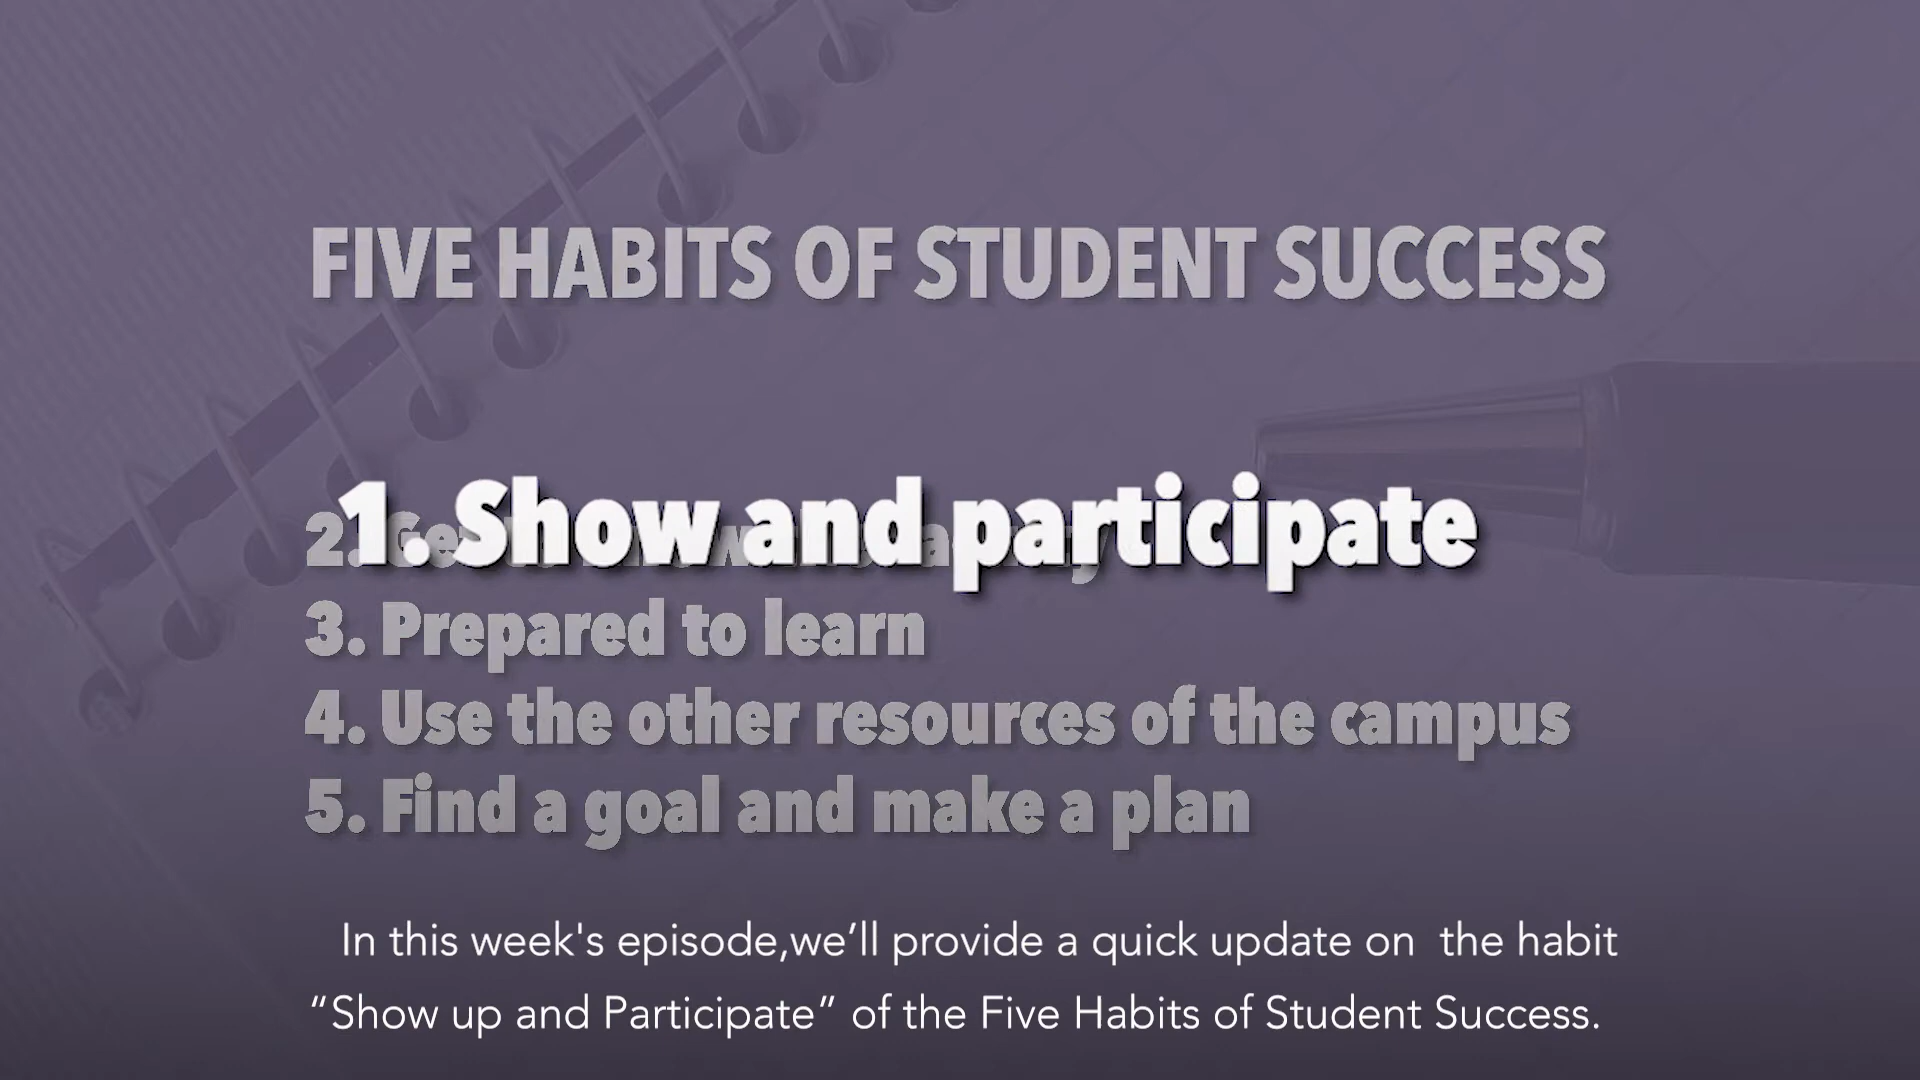 FIVE HABITS OF STUDENT SUCCESS
1. Show and participate
2.
3. Prepared to learn
4. Use the other resources of the campus
5. Find a goal and make a plan
In this week's episode,we’ll provide a quick update on the habit
“Show up and Participate” of the Five Habits of Student Success.